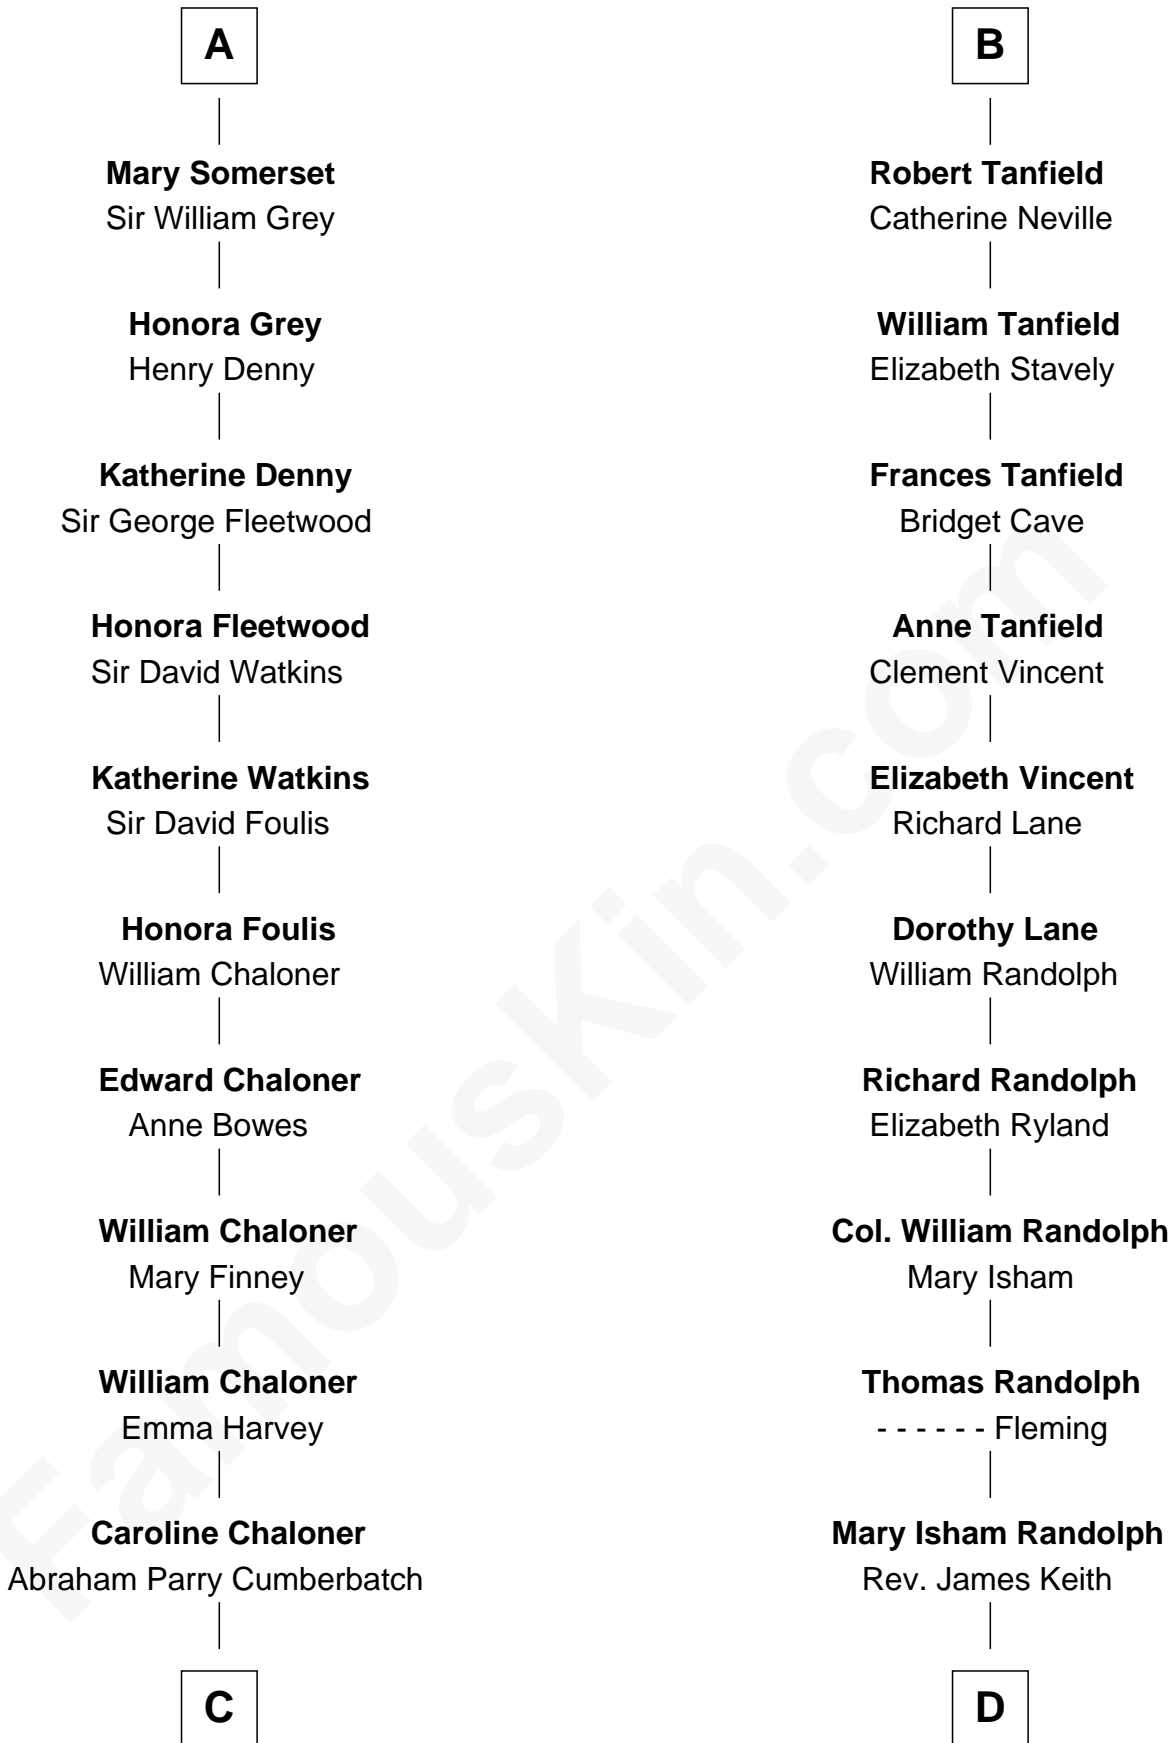 A
Mary Somerset
Sir William Grey
Honora Grey
Henry Denny
Katherine Denny
Sir George Fleetwood
Honora Fleetwood
Sir David Watkins
Katherine Watkins
Sir David Foulis
Honora Foulis
William Chaloner
Edward Chaloner
Anne Bowes
William Chaloner
Mary Finney
William Chaloner
Emma Harvey
Caroline Chaloner
Abraham Parry Cumberbatch
C
B
Robert Tanfield
Catherine Neville
William Tanfield
Elizabeth Stavely
Frances Tanfield
Bridget Cave
Anne Tanfield
Clement Vincent
Elizabeth Vincent
Richard Lane
Dorothy Lane
William Randolph
Richard Randolph
Elizabeth Ryland
Col. William Randolph
Mary Isham
Thomas Randolph
- - - - - - Fleming
Mary Isham Randolph
Rev. James Keith
D
FamousKin.com